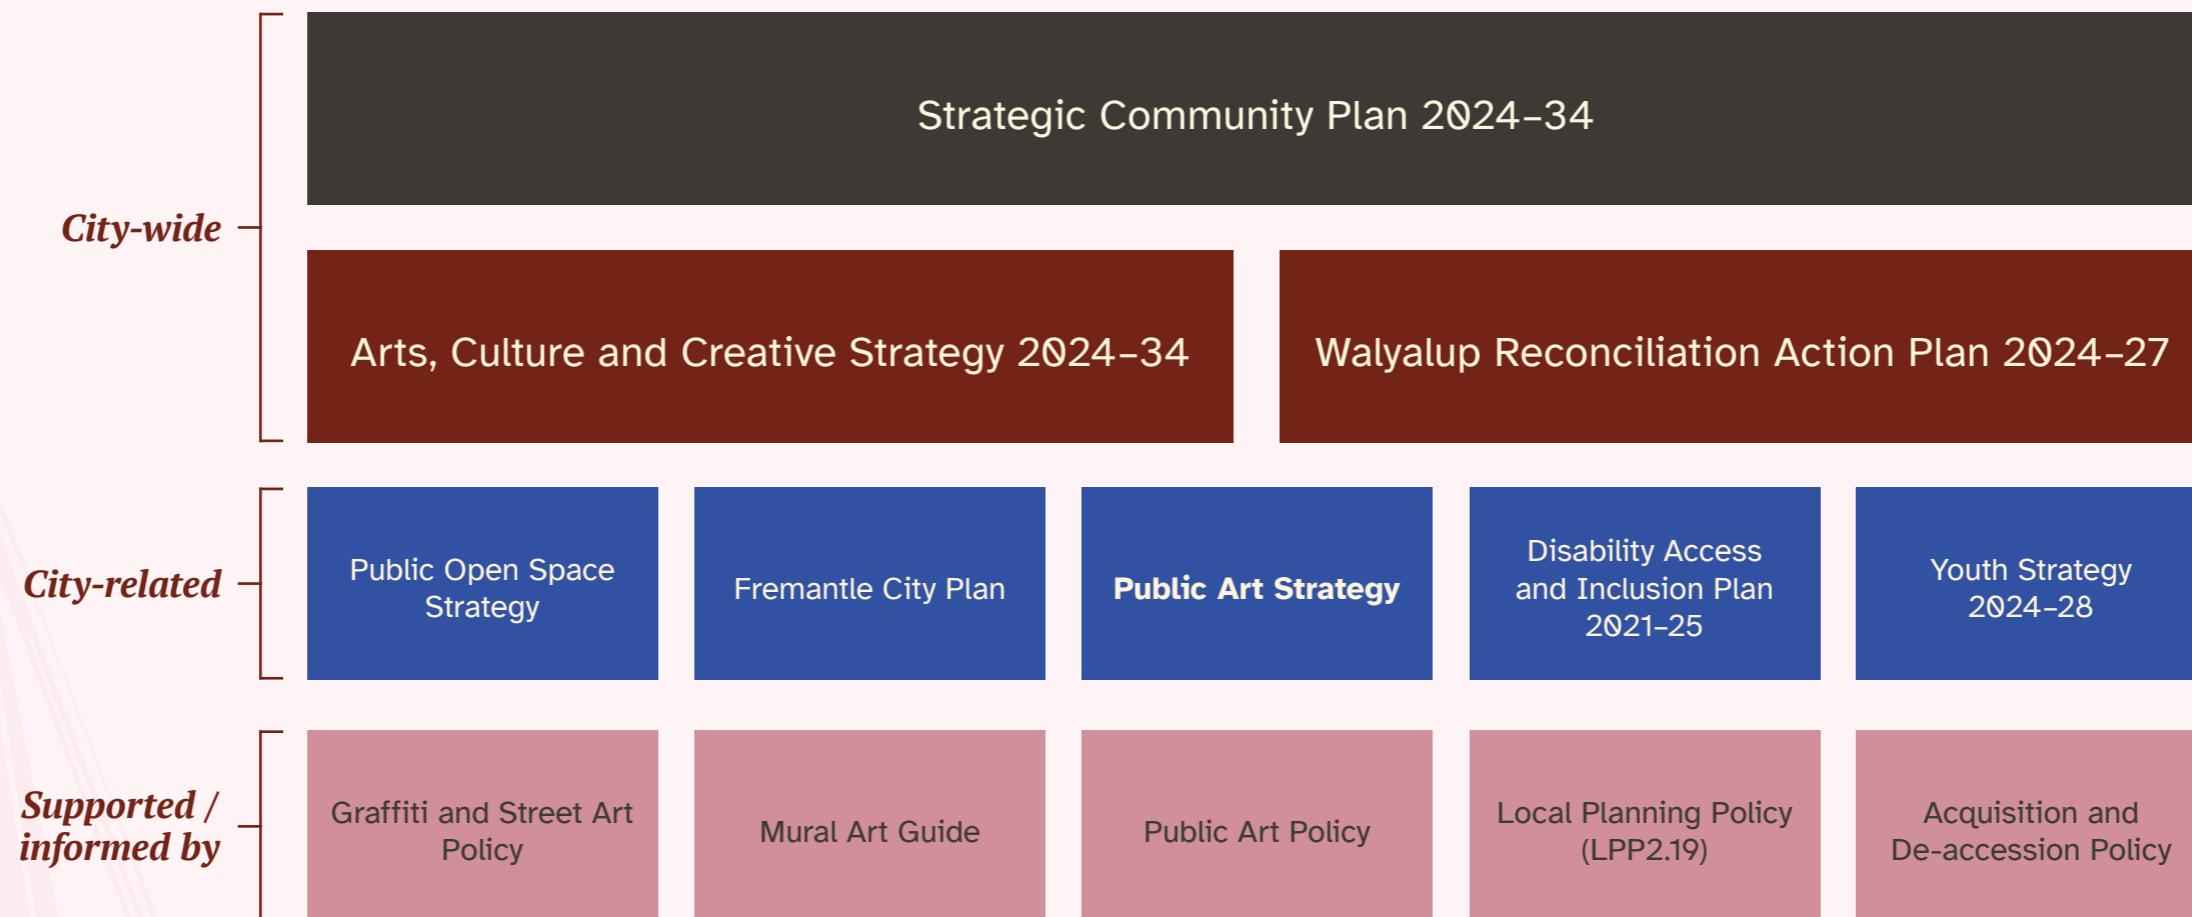 Strategic Community Plan 2024–34
City-wide
Arts, Culture and Creative Strategy 2024–34
Walyalup Reconciliation Action Plan 2024–27
City-related
Public Open Space
Strategy
Fremantle City Plan
Public Art Strategy
Disability Access
and Inclusion Plan
2021–25
Youth Strategy
2024–28
Supported /
informed by
Graffiti and Street Art
Policy
Mural Art Guide
Public Art Policy
Local Planning Policy
(LPP2.19)
Acquisition and
De-accession Policy